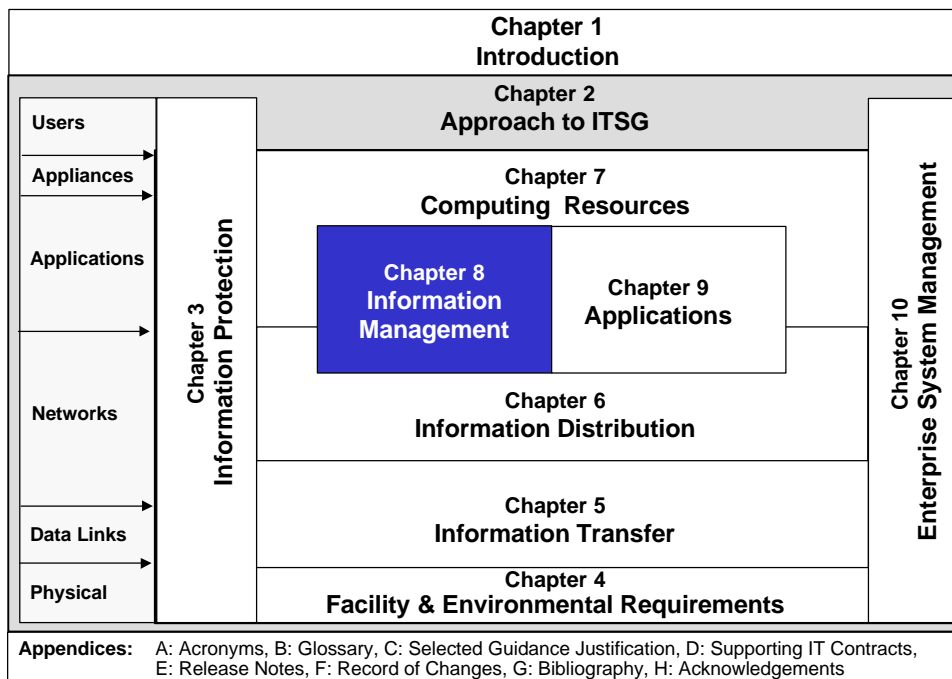 Chapter 1
Introduction
Chapter 2
Approach to ITSG
Users
Appliances
Applications
Networks
Data Links
Physical
Chapter 3
Information Protection
Chapter 7
Computing Resources
Chapter 8
Information
Management
Chapter 9
Applications
Chapter 6
Information Distribution
Chapter 5
Information Transfer
Chapter 4
Facility & Environmental Requirements
Chapter 10
Enterprise System Management
Appendices: A: Acronyms, B: Glossary, C: Selected Guidance Justification, D: Supporting IT Contracts,
E: Release Notes, F: Record of Changes, G: Bibliography, H: Acknowledgements